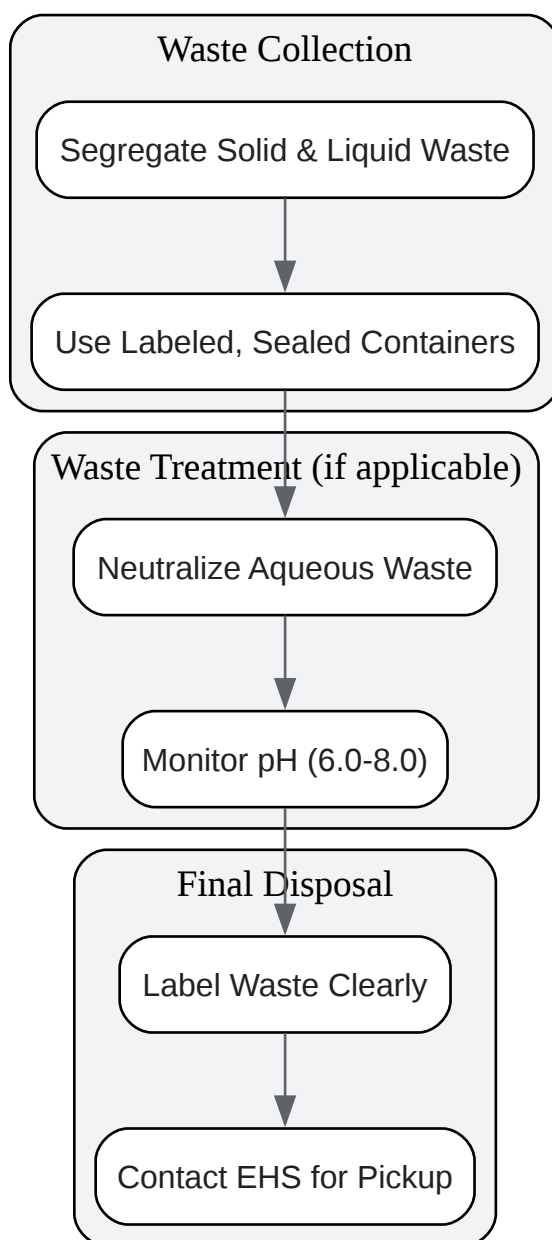 Waste Collection
Segregate Solid & Liquid Waste
Use Labeled, Sealed Containers
Waste Treatment (if applicable)
Neutralize Aqueous Waste
Monitor pH (6.0-8.0)
Final Disposal
Label Waste Clearly
Contact EHS for Pickup